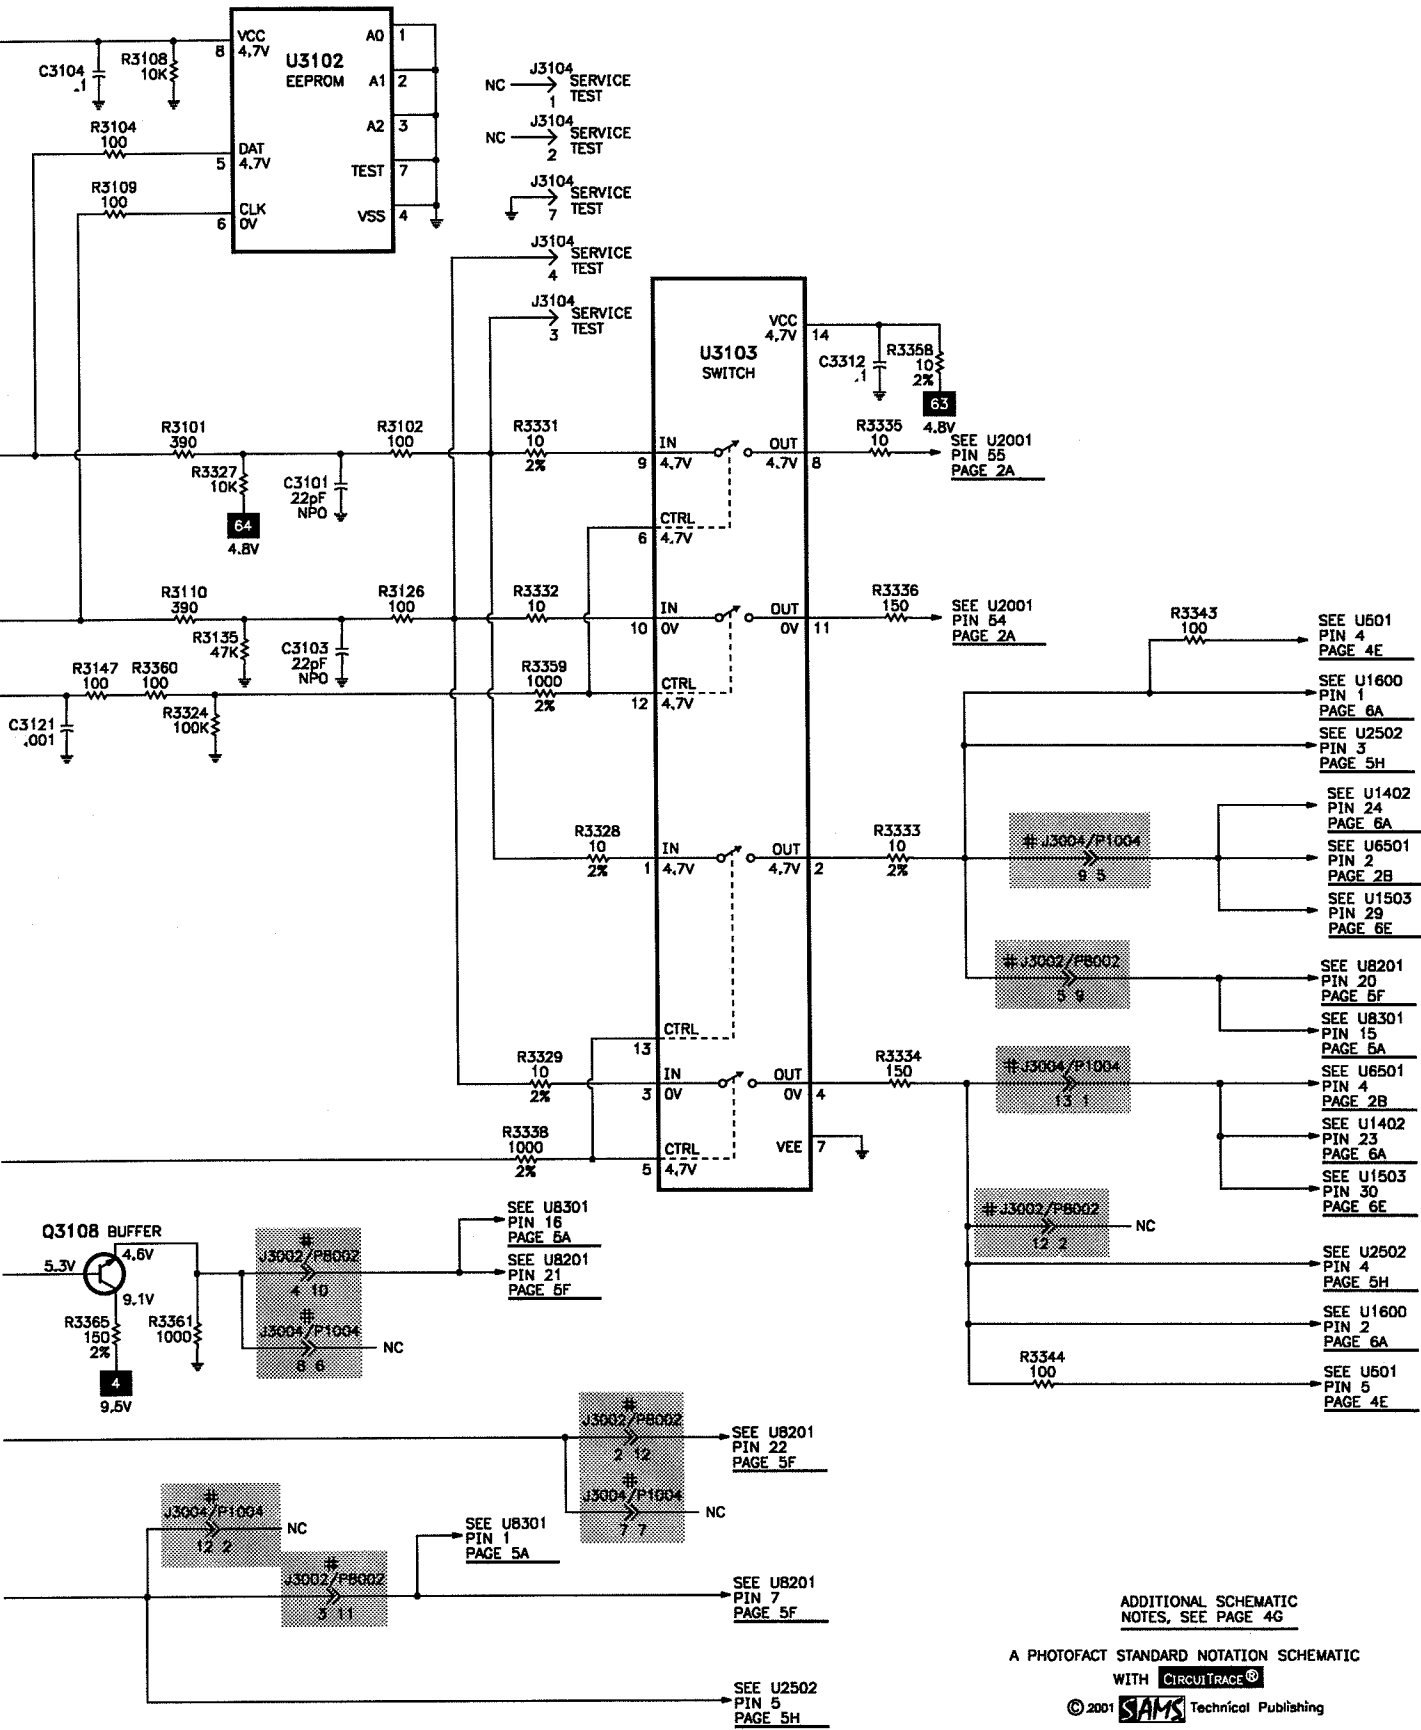 VCC
8 4.7V
U3102
EEPROM
A0 1
A1 2
A2 3
TEST 7
VSS 4
C3104
.1
R3108
10K
R3104
100
DAT
5 4.7V
R3109
100
CLK
6 0V
NC J3104 SERVICE
1 TEST
NC J3104 SERVICE
2 TEST
J3104 SERVICE
7 TEST
J3104 SERVICE
4 TEST
J3104 SERVICE
3 TEST
U3103
SWITCH
VCC
4.7V 14
C3312
.1
R3358
10
2%
63
4.8V
R3101
390
R3327
10K
64
4.8V
C3101
22pF
NPO
R3102
100
R3331
10
2%
IN
9 4.7V
OUT
4.7V 8
R3335
10
SEE U2001
PIN 55
PAGE 2A
CTRL
6 4.7V
R3110
390
R3135
47K
C3103
22pF
NPO
R3126
100
R3332
10
IN
10 0V
OUT
0V 11
R3336
150
SEE U2001
PIN 54
PAGE 2A
C3121
.001
R3147
100
R3360
100
R3324
100K
R3359
1000
2%
CTRL
12 4.7V
R3343
100
SEE U501
PIN 4
PAGE 4E
SEE U1600
PIN 1
PAGE 6A
SEE U2502
PIN 3
PAGE 5H
R3328
10
2%
IN
1 4.7V
OUT
4.7V 2
R3333
10
2%
# J3004/P1004
9 5
SEE U1402
PIN 24
PAGE 6A
SEE U6501
PIN 2
PAGE 2B
SEE U1503
PIN 29
PAGE 6E
# J3002/P8002
5 9
SEE U8201
PIN 20
PAGE 5F
SEE U8301
PIN 15
PAGE 5A
CTRL
13
R3329
10
2%
IN
3 0V
OUT
0V 4
R3334
150
# J3004/P1004
13 1
SEE U6501
PIN 4
PAGE 2B
SEE U1402
PIN 23
PAGE 6A
SEE U1503
PIN 30
PAGE 6E
R3338
1000
2%
CTRL
5 4.7V
VEE 7
# J3002/P8002
12 2
NC
SEE U2502
PIN 4
PAGE 5H
SEE U1600
PIN 2
PAGE 6A
R3344
100
SEE U501
PIN 5
PAGE 4E
Q3108 BUFFER
5.3V
4.6V
9.1V
R3365
150
2%
4
9.5V
R3361
1000
#
J3002/P8002
4 10
#
J3004/P1004
8 6
NC
SEE U8301
PIN 16
PAGE 5A
SEE U8201
PIN 21
PAGE 5F
#
J3002/P8002
2 12
#
J3004/P1004
7 7
NC
SEE U8201
PIN 22
PAGE 5F
#
J3004/P1004
12 2
NC
#
J3002/P8002
3 11
SEE U8301
PIN 1
PAGE 5A
SEE U8201
PIN 7
PAGE 5F
SEE U2502
PIN 5
PAGE 5H
ADDITIONAL SCHEMATIC
NOTES, SEE PAGE 4G
A PHOTOFACT STANDARD NOTATION SCHEMATIC
WITH CIRCUITRACE®
© 2001 SAMS Technical Publishing